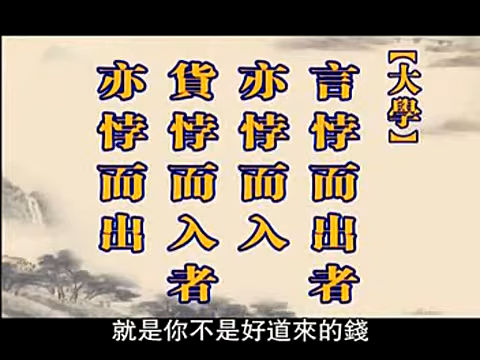 【大學】
言悖而出者
亦悖而入
貨悖而入者
亦悖而出
就是你不是好道來的錢